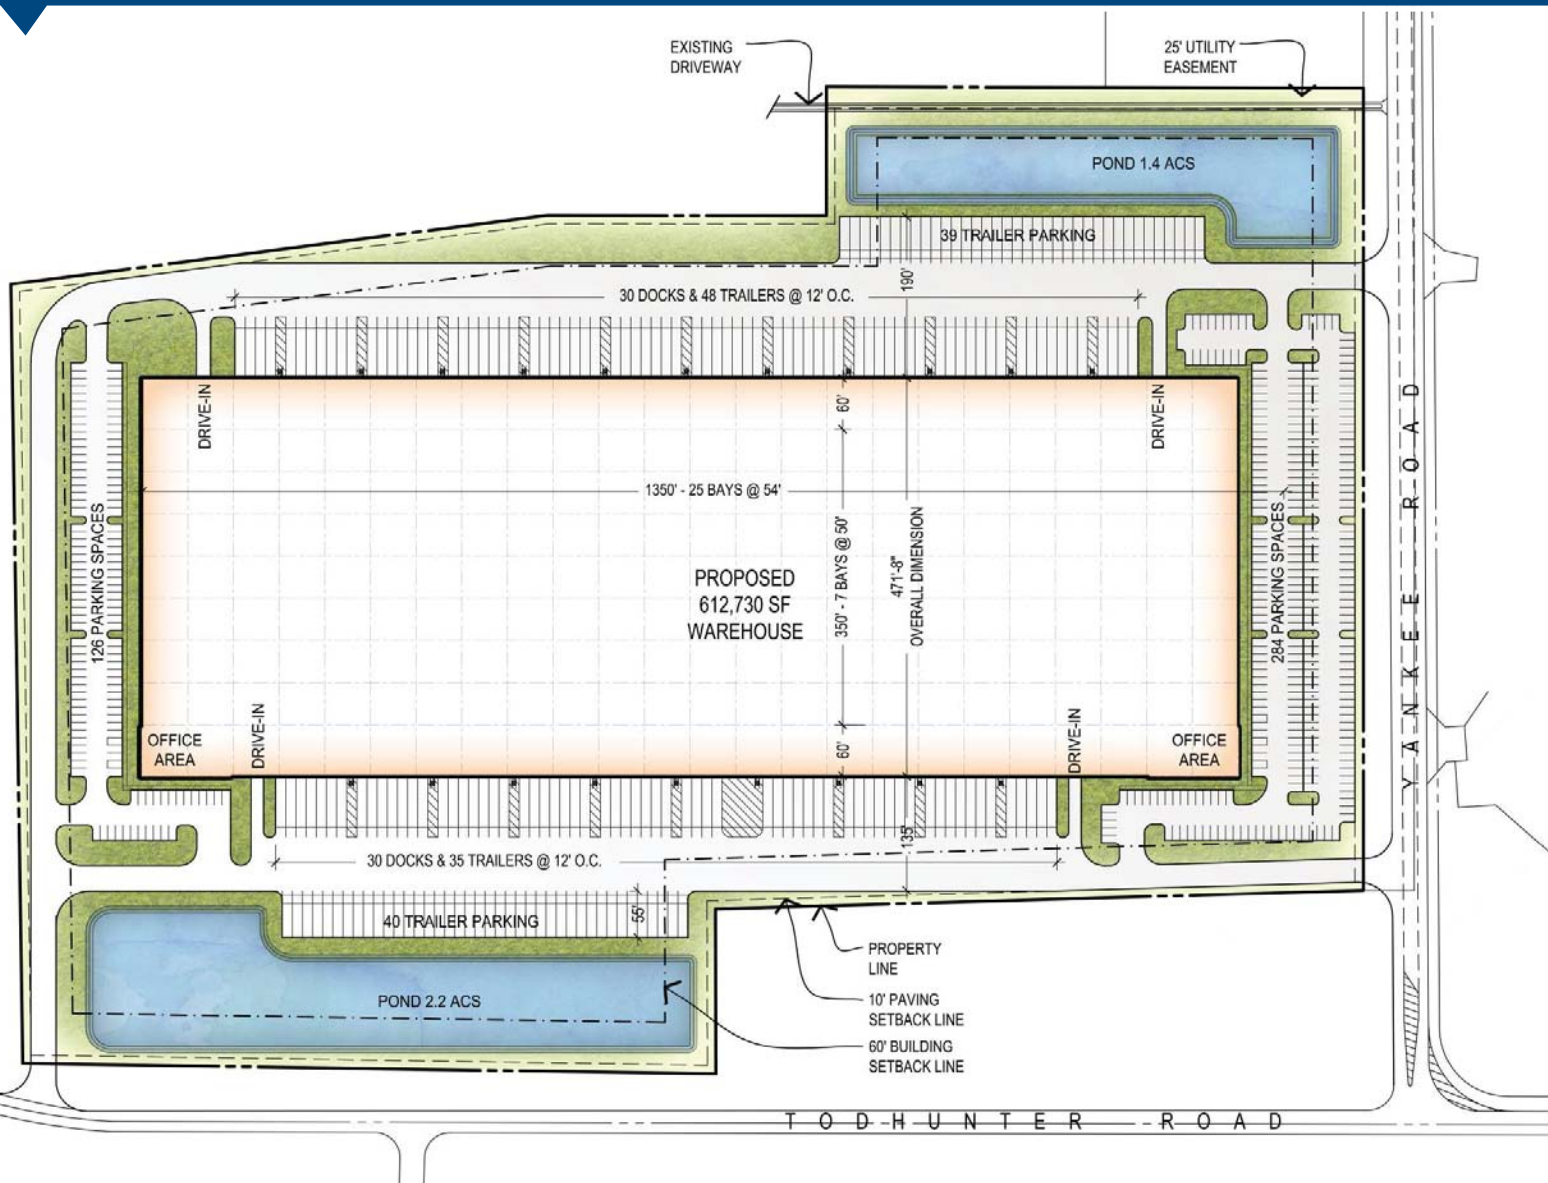 EXISTING
DRIVEWAY
25' UTILITY
EASEMENT
POND 1.4 ACS
39 TRAILER PARKING
190'
30 DOCKS & 48 TRAILERS @ 12' O.C.
DRIVE-IN
60'
DRIVE-IN
1350' - 25 BAYS @ 54'
126 PARKING SPACES
PROPOSED
612,730 SF
WAREHOUSE
350' - 7 BAYS @ 50'
471'-8"
OVERALL DIMENSION
284 PARKING SPACES
YANKEE ROAD
OFFICE
AREA
DRIVE-IN
60'
DRIVE-IN
OFFICE
AREA
135'
30 DOCKS & 35 TRAILERS @ 12' O.C.
40 TRAILER PARKING
55'
PROPERTY
LINE
POND 2.2 ACS
10' PAVING
SETBACK LINE
60' BUILDING
SETBACK LINE
TODHUNTER ROAD